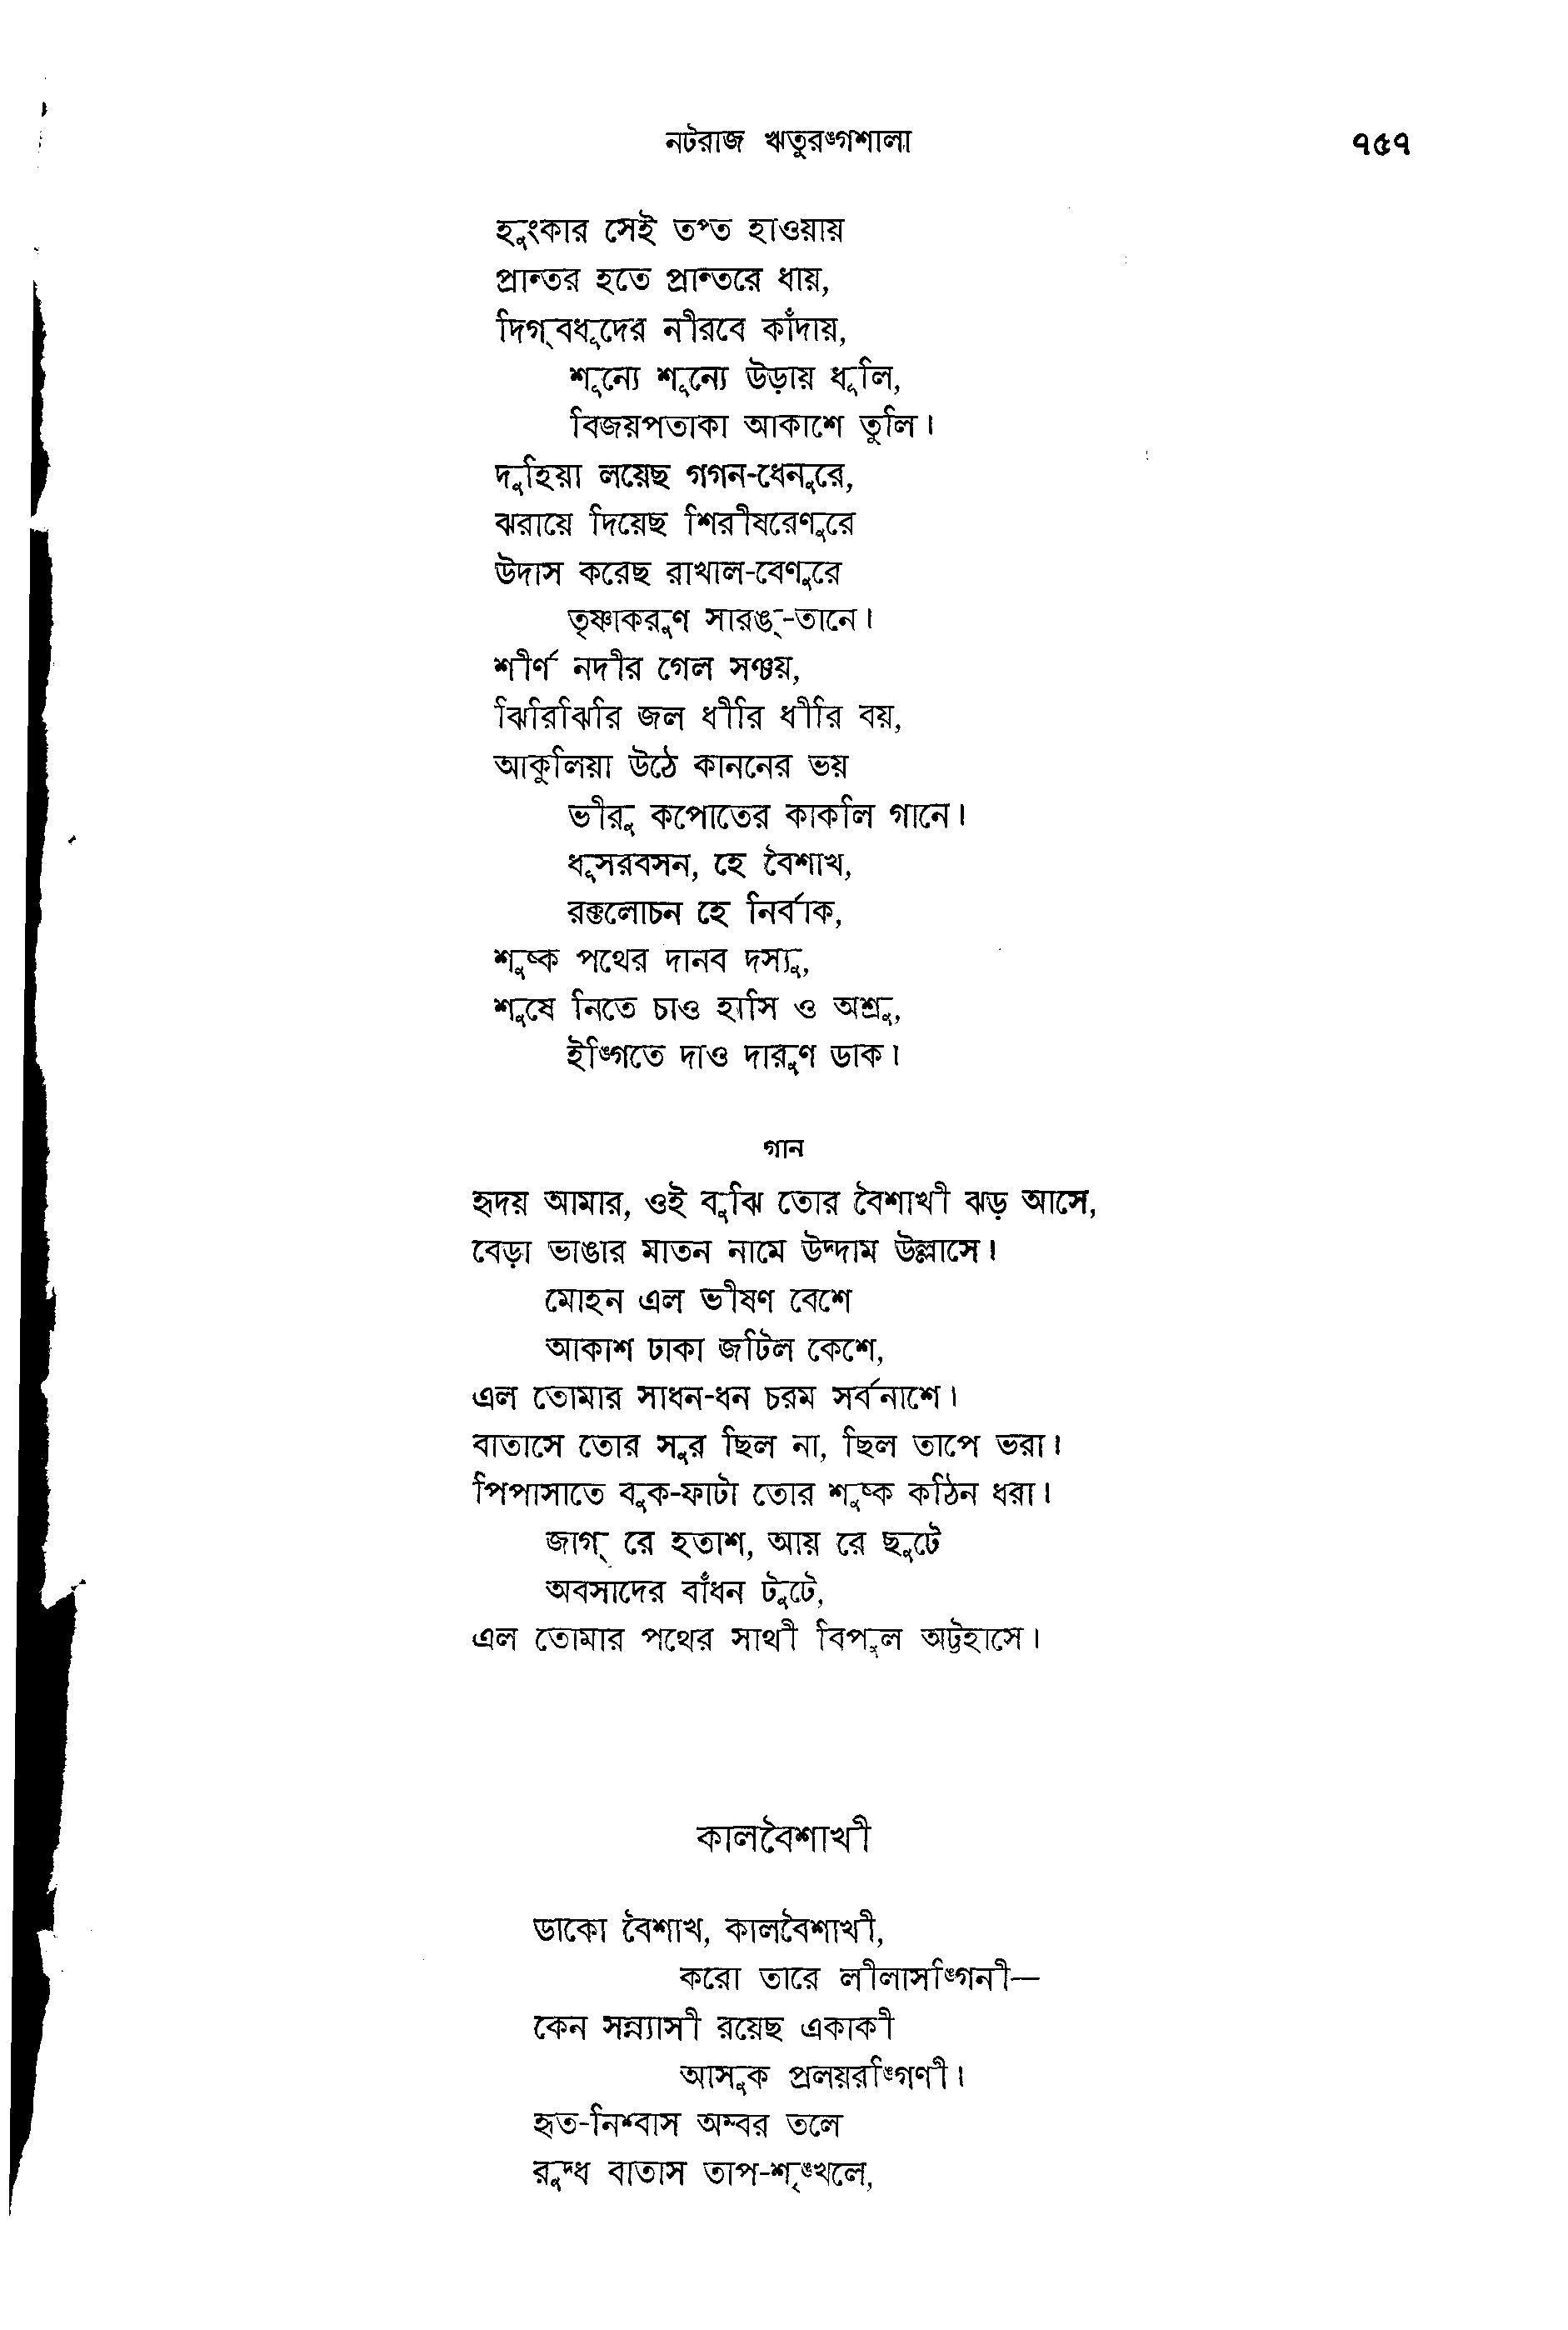 নটরাজ ঋতুরঙ্গশালা ৭৫৭
হুংকার সেই তপ্ত হাওয়ায়
প্রান্তর হতে প্রান্তরে ধায়,
দিগ্‌বধূদের নীরবে কাঁদায়,
শূন্যে শূন্যে উড়ায় ধূলি,
বিজয়পতাকা আকাশে তুলি।
দুহিয়া লয়েছ গগন-ধেনুরে,
ঝরায়ে দিয়েছ শিরীষরেণুরে
উদাস করেছ রাখাল-বেণুরে
তৃষ্ণাকরুণ সারঙ্-তানে।
শীর্ণ নদীর গেল সঞ্চয়,
ঝিরিঝিরি জল ধীরি ধীরি বয়,
আকুলিয়া উঠে কাননের ভয়
ভীরু কপোতের কাকলি গানে।
ধূসরবসন, হে বৈশাখ,
রক্তলোচন হে নির্বাক,
শুষ্ক পথের দানব দস্যু,
শুষে নিতে চাও হাসি ও অশ্রু,
ইঙ্গিতে দাও দারুণ ডাক।
গান
হৃদয় আমার, ওই বুঝি তোর বৈশাখী ঝড় আসে,
বেড়া ভাঙার মাতন নামে উদ্দাম উল্লাসে।
মোহন এল ভীষণ বেশে
আকাশ ঢাকা জটিল কেশে,
এল তোমার সাধন-ধন চরম সর্বনাশে।
বাতাসে তোর সুর ছিল না, ছিল তাপে ভরা।
পিপাসাতে বুক-ফাটা তোর শুষ্ক কঠিন ধরা।
জাগ্ রে হতাশ, আয় রে ছুটে
অবসাদের বাঁধন টুটে,
এল তোমার পথের সাথী বিপুল অট্টহাসে।
কালবৈশাখী
ডাকো বৈশাখ, কালবৈশাখী,
করো তারে লীলাসঙ্গিনী—
কেন সন্ন্যাসী রয়েছ একাকী
আসুক প্রলয়রঙ্গিণী।
হৃত-নিশ্বাস অম্বর তলে
রুদ্ধ বাতাস তাপ-শৃঙ্খলে,